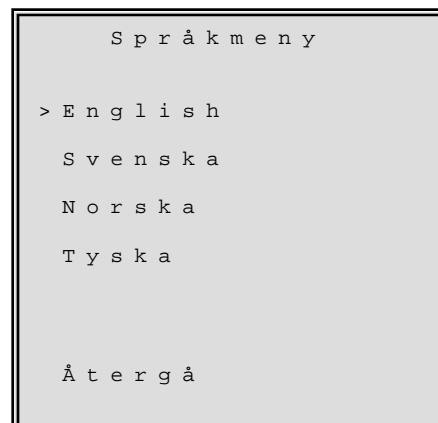 Språkmeny
> English
Svenska
Norska
Tyska
Återgå